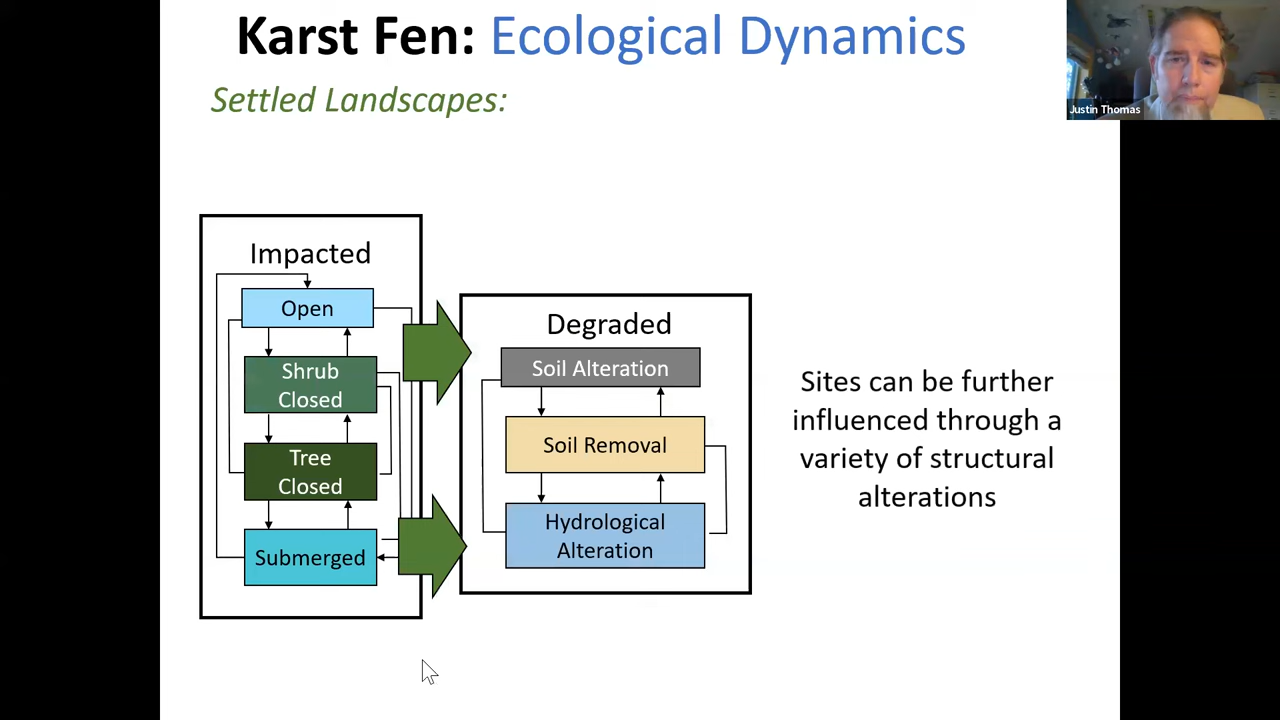 Karst Fen: Ecological Dynamics
Justin Thomas
Settled Landscapes:
Impacted
Open
Shrub
Closed
Tree
Closed
Submerged
Degraded
Soil Alteration
Soil Removal
Hydrological
Alteration
Sites can be further
influenced through a
variety of structural
alterations